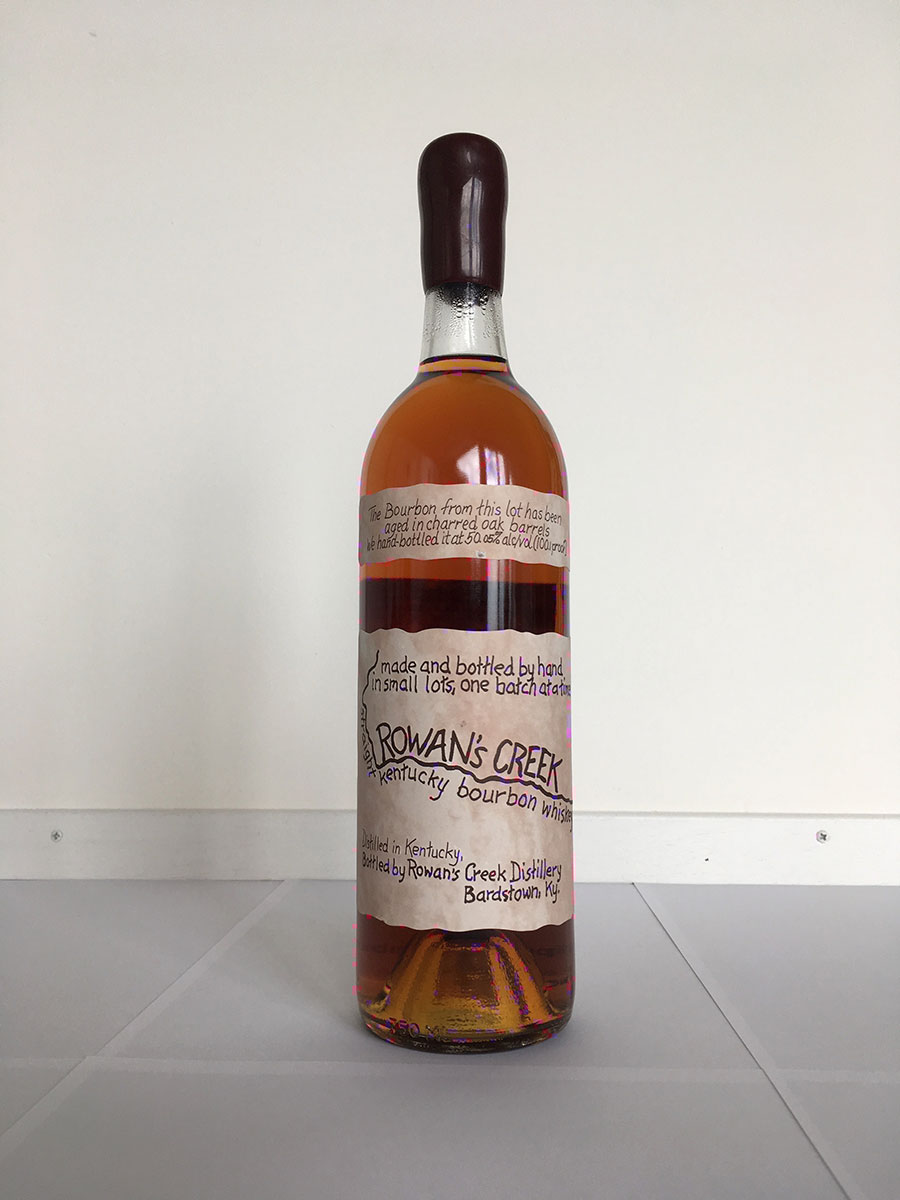 The Bourbon from this lot has been
aged in charred oak barrels
We hand-bottled it at 50.05% alc/vol (100.1 proof)
made and bottled by hand
in small lots, one batch at a time
ROWAN'S CREEK
straight kentucky bourbon whiskey
Distilled in Kentucky,
Bottled by Rowan's Creek Distillery
Bardstown, Ky.